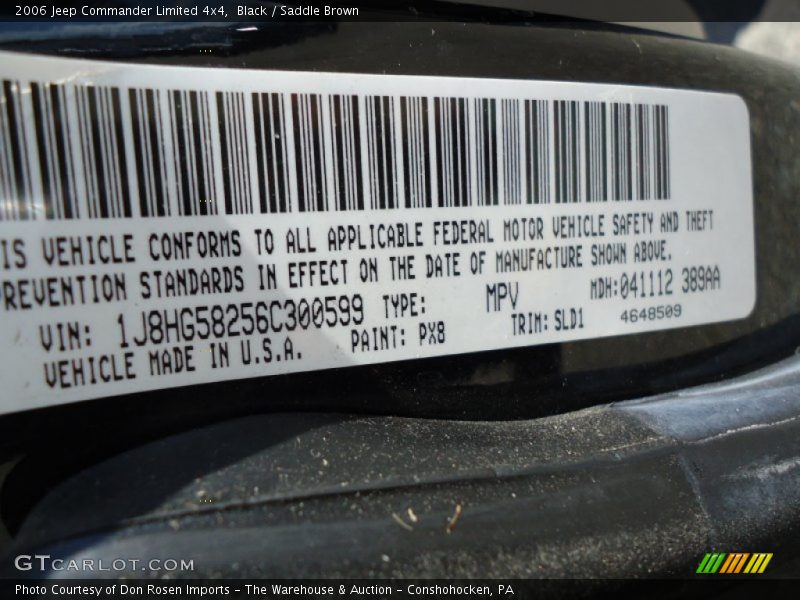 2006 Jeep Commander Limited 4x4, Black / Saddle Brown
IS VEHICLE CONFORMS TO ALL APPLICABLE FEDERAL MOTOR VEHICLE SAFETY AND THEFT
PREVENTION STANDARDS IN EFFECT ON THE DATE OF MANUFACTURE SHOWN ABOVE.
VIN: 1J8HG58256C300599 TYPE: MPV MDH:041112 389AA
VEHICLE MADE IN U.S.A. PAINT: PX8 TRIM: SLD1 4648509
GTCARLOT.COM
Photo Courtesy of Don Rosen Imports - The Warehouse & Auction - Conshohocken, PA